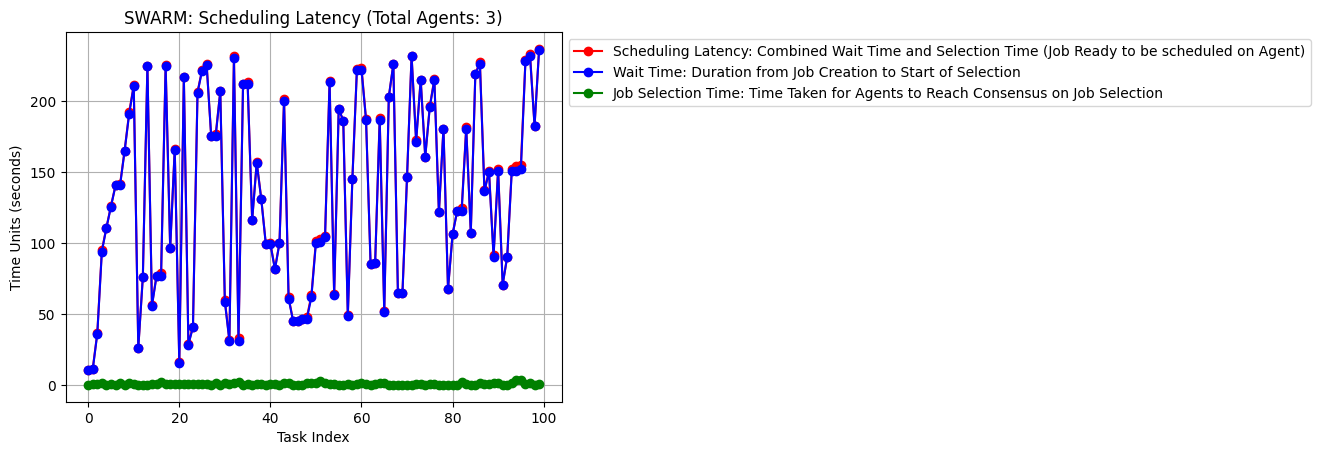 SWARM: Scheduling Latency (Total Agents: 3)
Scheduling Latency: Combined Wait Time and Selection Time (Job Ready to be scheduled on Agent)
Wait Time: Duration from Job Creation to Start of Selection
Job Selection Time: Time Taken for Agents to Reach Consensus on Job Selection
Time Units (seconds)
200
150
100
50
0
0
20
40
60
80
100
Task Index